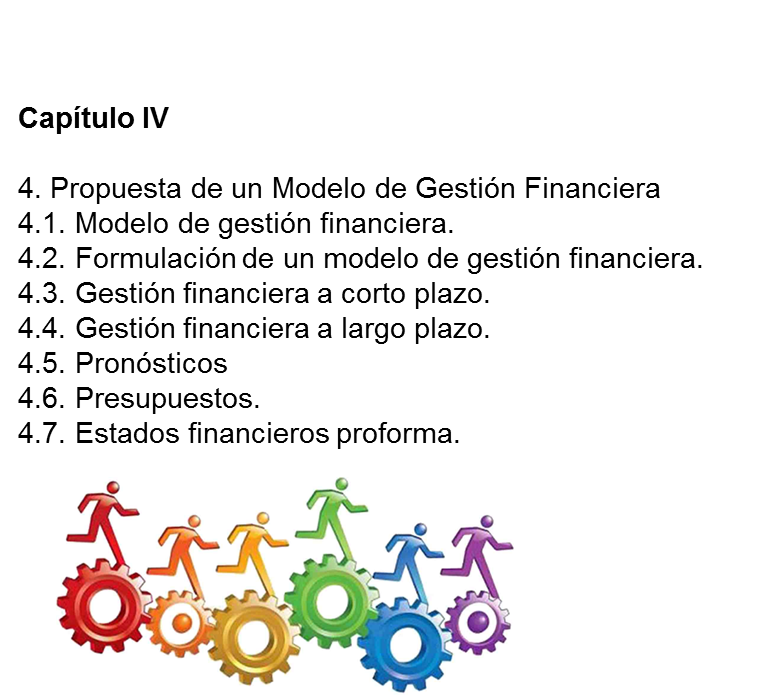 Capítulo IV
4. Propuesta de un Modelo de Gestión Financiera
4.1. Modelo de gestión financiera.
4.2. Formulación de un modelo de gestión financiera.
4.3. Gestión financiera a corto plazo.
4.4. Gestión financiera a largo plazo.
4.5. Pronósticos
4.6. Presupuestos.
4.7. Estados financieros proforma.